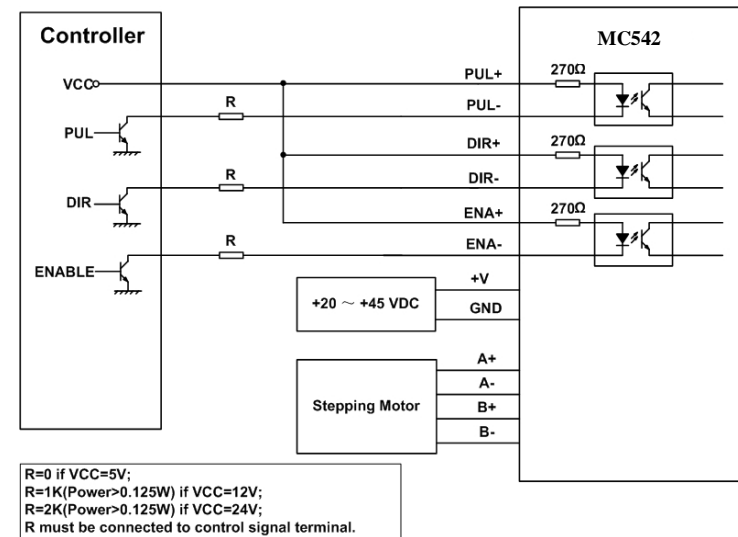 Controller
MC542
VCC
PUL+
270Ω
R
PUL-
PUL
DIR+
270Ω
R
DIR-
DIR
ENA+
270Ω
R
ENA-
ENABLE
+V
+20 ～ +45 VDC
GND
A+
A-
Stepping Motor
B+
B-
R=0 if VCC=5V;
R=1K(Power>0.125W) if VCC=12V;
R=2K(Power>0.125W) if VCC=24V;
R must be connected to control signal terminal.